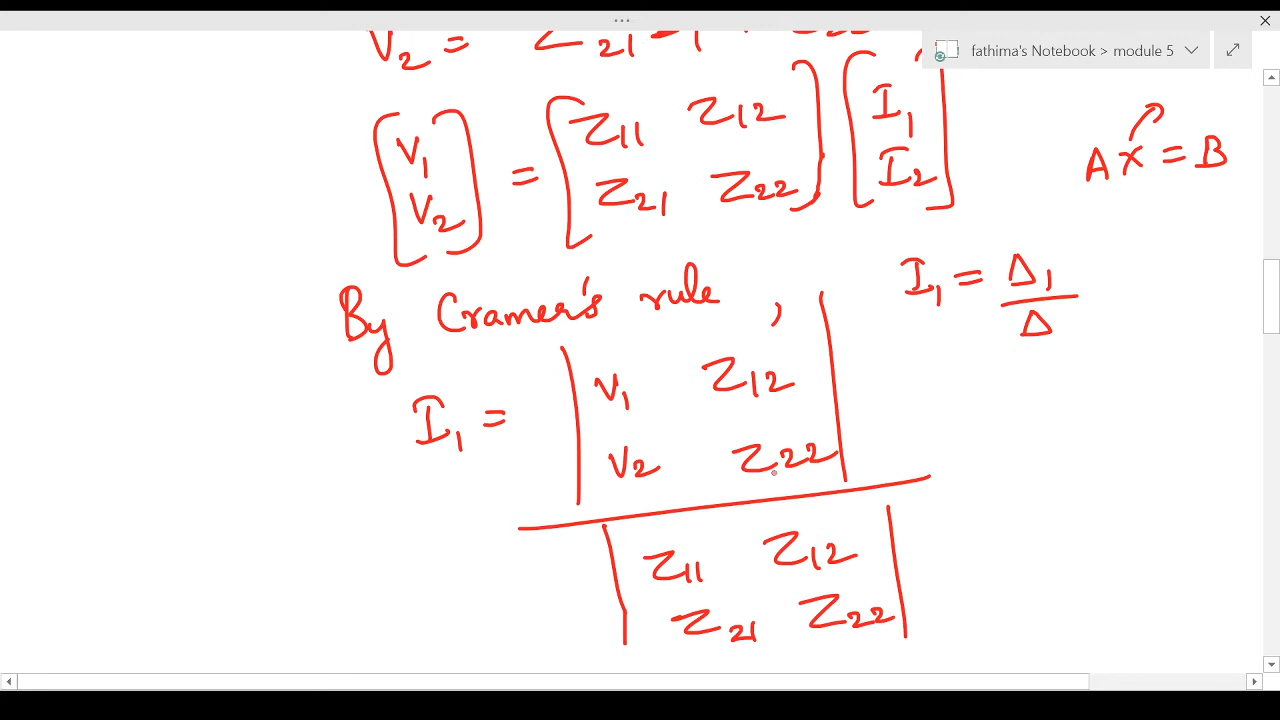 fathima's Notebook > module 5
V2 = Z21
[V1 V2] = [Z11 Z12 Z21 Z22] [I1 I2]
Ax = B
By Cramer's rule,
I1 = Δ1 / Δ
I1 =
V1 Z12
V2 Z22
Z11 Z12
Z21 Z22